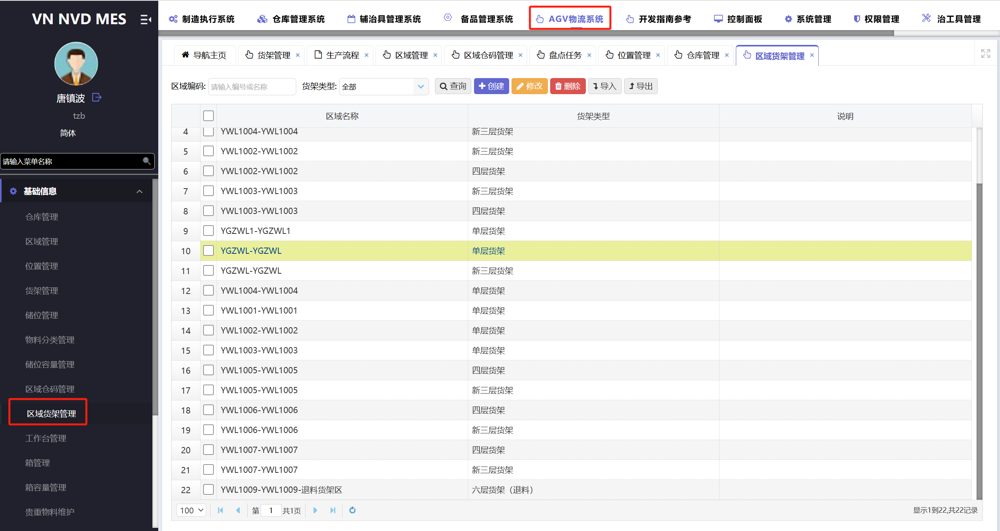 VN NVD MES
制造执行系统 仓库管理系统 辅治具管理系统 备品管理系统 AGV物流系统 开发指南参考 控制面板 系统管理 权限管理 治工具管理
唐镇波
tzb
简体
请输入菜单名称
基础信息
仓库管理
区域管理
位置管理
货架管理
储位管理
物料分类管理
储位容量管理
区域仓码管理
区域货架管理
工作台管理
箱管理
箱容量管理
贵重物料维护
导航主页 货架管理 × 生产流程 × 区域管理 × 区域仓码管理 × 盘点任务 × 位置管理 × 仓库管理 × 区域货架管理 ×
区域编码: 请输入编号或名称 货架类型: 全部 查询 创建 修改 删除 导入 导出
区域名称 货架类型 说明
4 YWL1004-YWL1004 新三层货架
5 YWL1002-YWL1002 新三层货架
6 YWL1002-YWL1002 四层货架
7 YWL1003-YWL1003 新三层货架
8 YWL1003-YWL1003 四层货架
9 YGZWL1-YGZWL1 单层货架
10 YGZWL-YGZWL 单层货架
11 YGZWL-YGZWL 新三层货架
12 YWL1004-YWL1004 单层货架
13 YWL1001-YWL1001 单层货架
14 YWL1002-YWL1002 单层货架
15 YWL1003-YWL1003 单层货架
16 YWL1005-YWL1005 四层货架
17 YWL1005-YWL1005 新三层货架
18 YWL1006-YWL1006 四层货架
19 YWL1006-YWL1006 新三层货架
20 YWL1007-YWL1007 四层货架
21 YWL1007-YWL1007 新三层货架
22 YWL1009-YWL1009-退料货架区 六层货架（退料）
100 第 1 共1页 显示1到22,共22记录